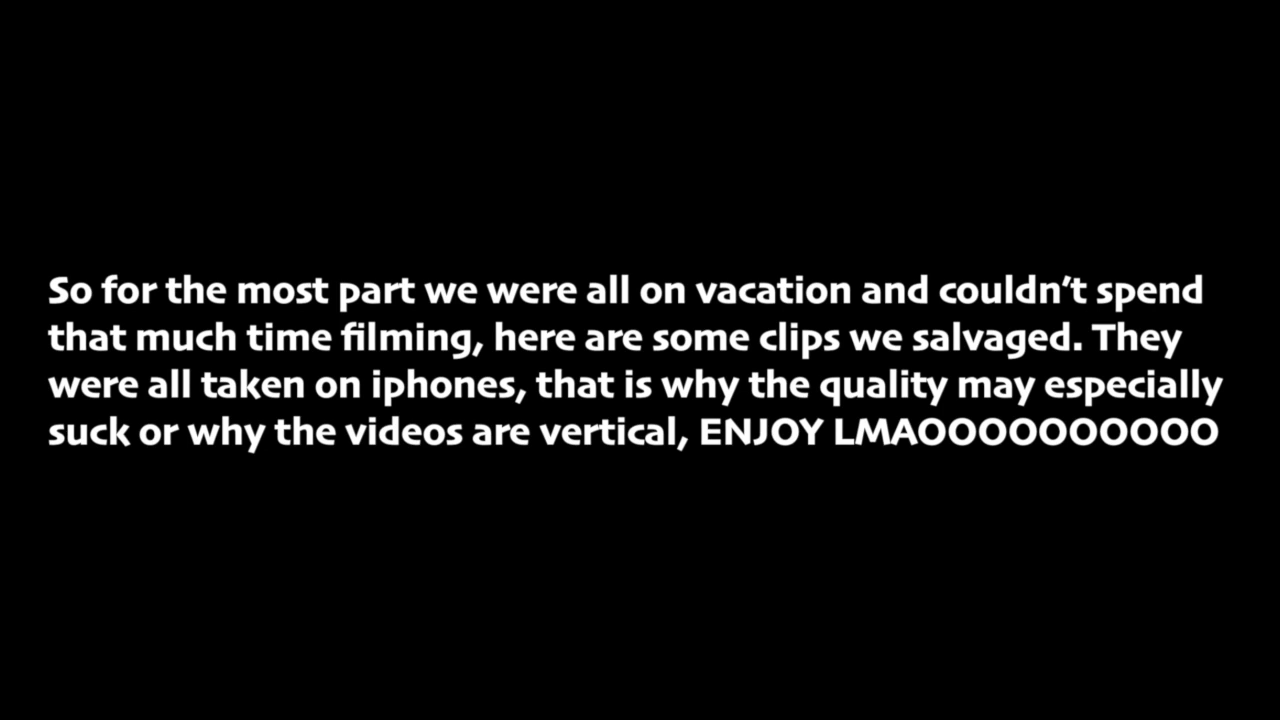 So for the most part we were all on vacation and couldn’t spend
that much time filming, here are some clips we salvaged. They
were all taken on iphones, that is why the quality may especially
suck or why the videos are vertical, ENJOY LMAOOOOOOOOOO